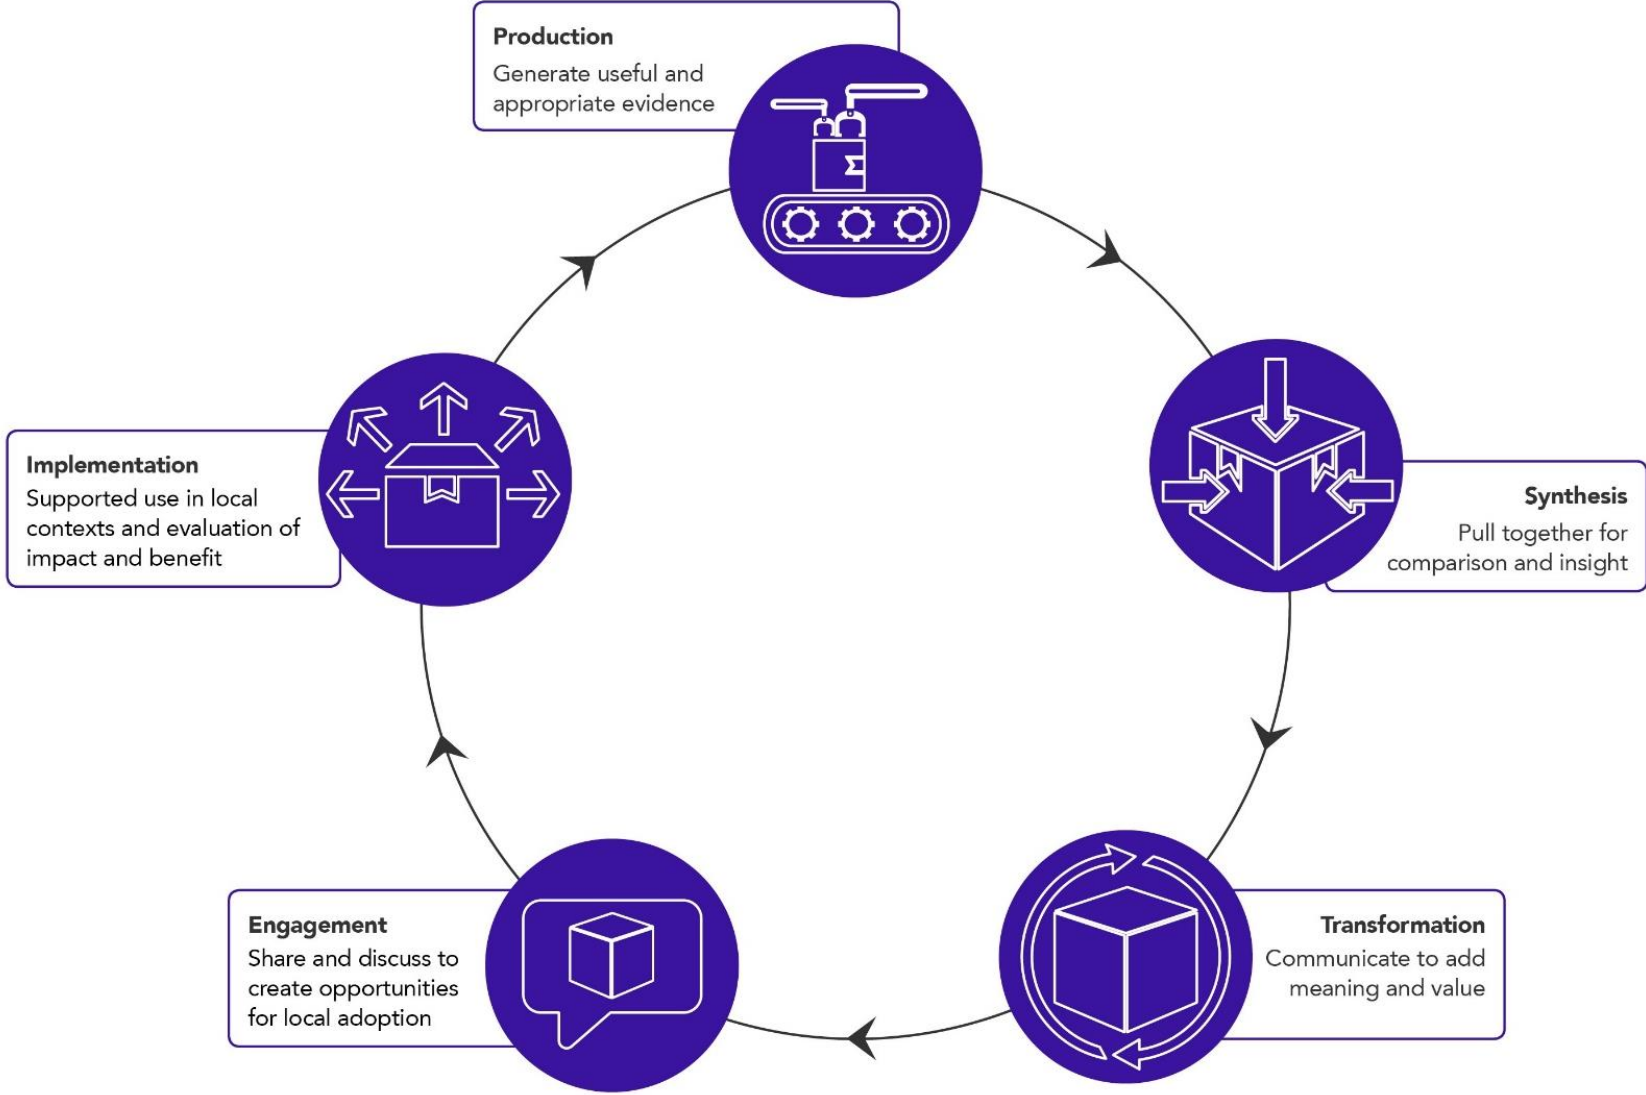 Production
Generate useful and
appropriate evidence
Synthesis
Pull together for
comparison and insight
Transformation
Communicate to add
meaning and value
Engagement
Share and discuss to
create opportunities
for local adoption
Implementation
Supported use in local
contexts and evaluation of
impact and benefit